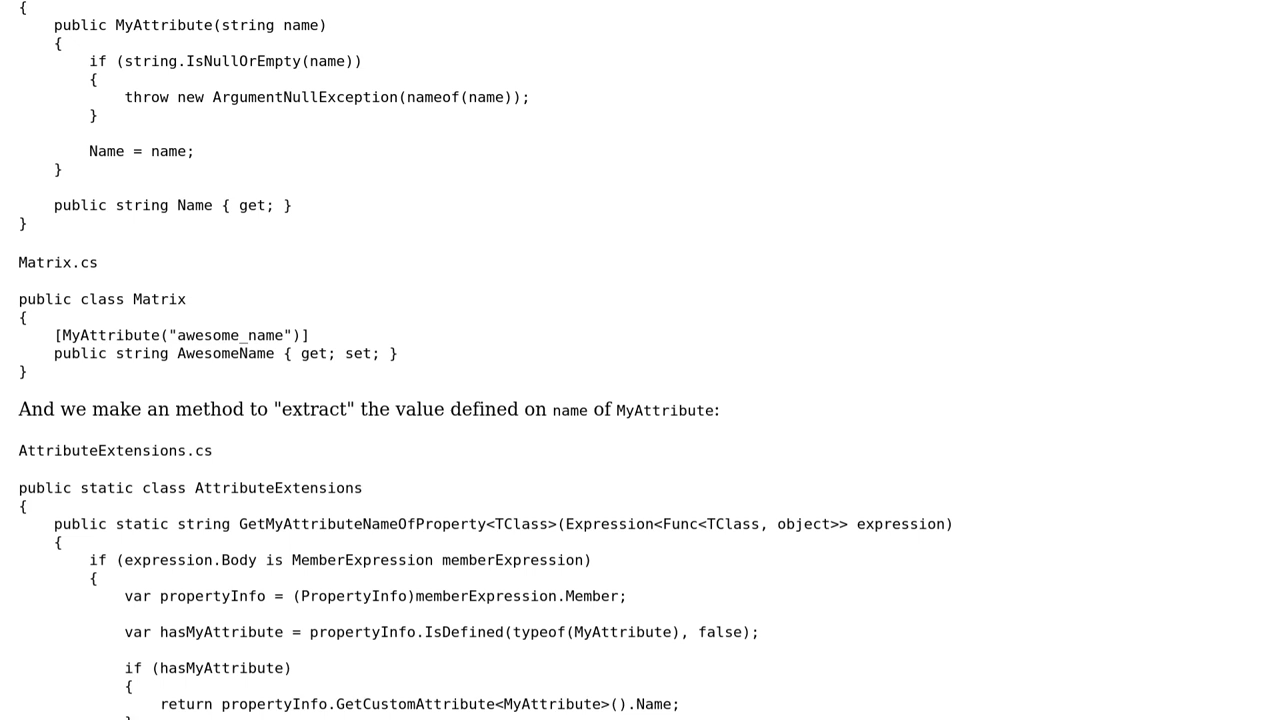 {
    public MyAttribute(string name)
    {
        if (string.IsNullOrEmpty(name))
        {
            throw new ArgumentNullException(nameof(name));
        }

        Name = name;
    }

    public string Name { get; }
}

Matrix.cs

public class Matrix
{
    [MyAttribute("awesome_name")]
    public string AwesomeName { get; set; }
}

And we make an method to "extract" the value defined on name of MyAttribute:

AttributeExtensions.cs

public static class AttributeExtensions
{
    public static string GetMyAttributeNameOfProperty<TClass>(Expression<Func<TClass, object>> expression)
    {
        if (expression.Body is MemberExpression memberExpression)
        {
            var propertyInfo = (PropertyInfo)memberExpression.Member;

            var hasMyAttribute = propertyInfo.IsDefined(typeof(MyAttribute), false);

            if (hasMyAttribute)
            {
                return propertyInfo.GetCustomAttribute<MyAttribute>().Name;
            }